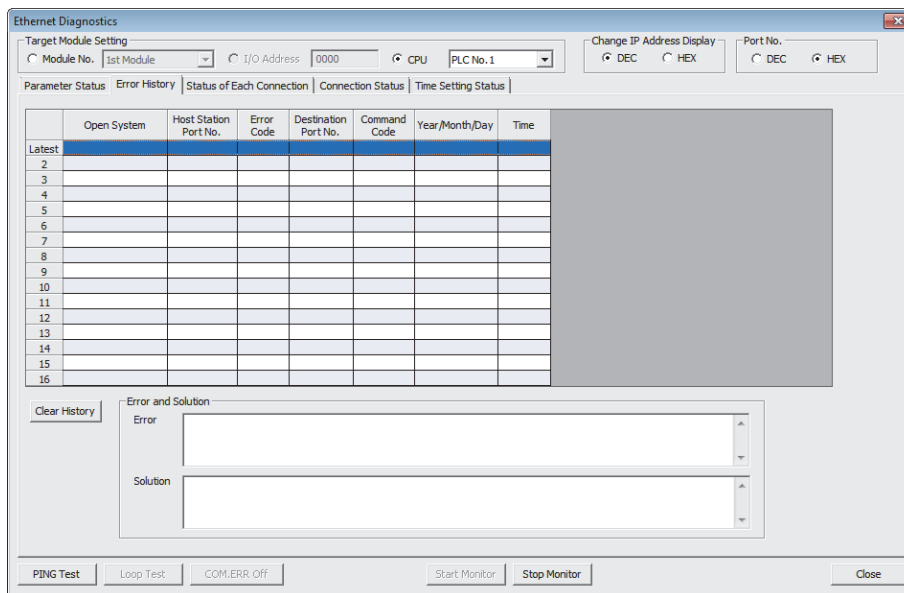 Ethernet Diagnostics
Target Module Setting
Module No. 1st Module I/O Address 0000 CPU PLC No.1
Change IP Address Display
DEC HEX
Port No.
DEC HEX
Parameter Status Error History Status of Each Connection Connection Status Time Setting Status
Open System Host Station Port No. Error Code Destination Port No. Command Code Year/Month/Day Time
Latest
2
3
4
5
6
7
8
9
10
11
12
13
14
15
16
Clear History
Error and Solution
Error
Solution
PING Test Loop Test COM.ERR Off Start Monitor Stop Monitor Close